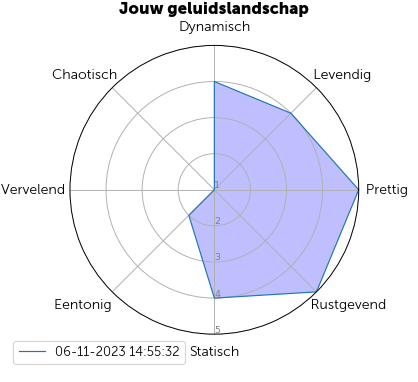 Jouw geluidslandschap
Dynamisch
Chaotisch
Levendig
Vervelend
Prettig
1
2
3
4
5
Eentonig
Rustgevend
Statisch
06-11-2023 14:55:32